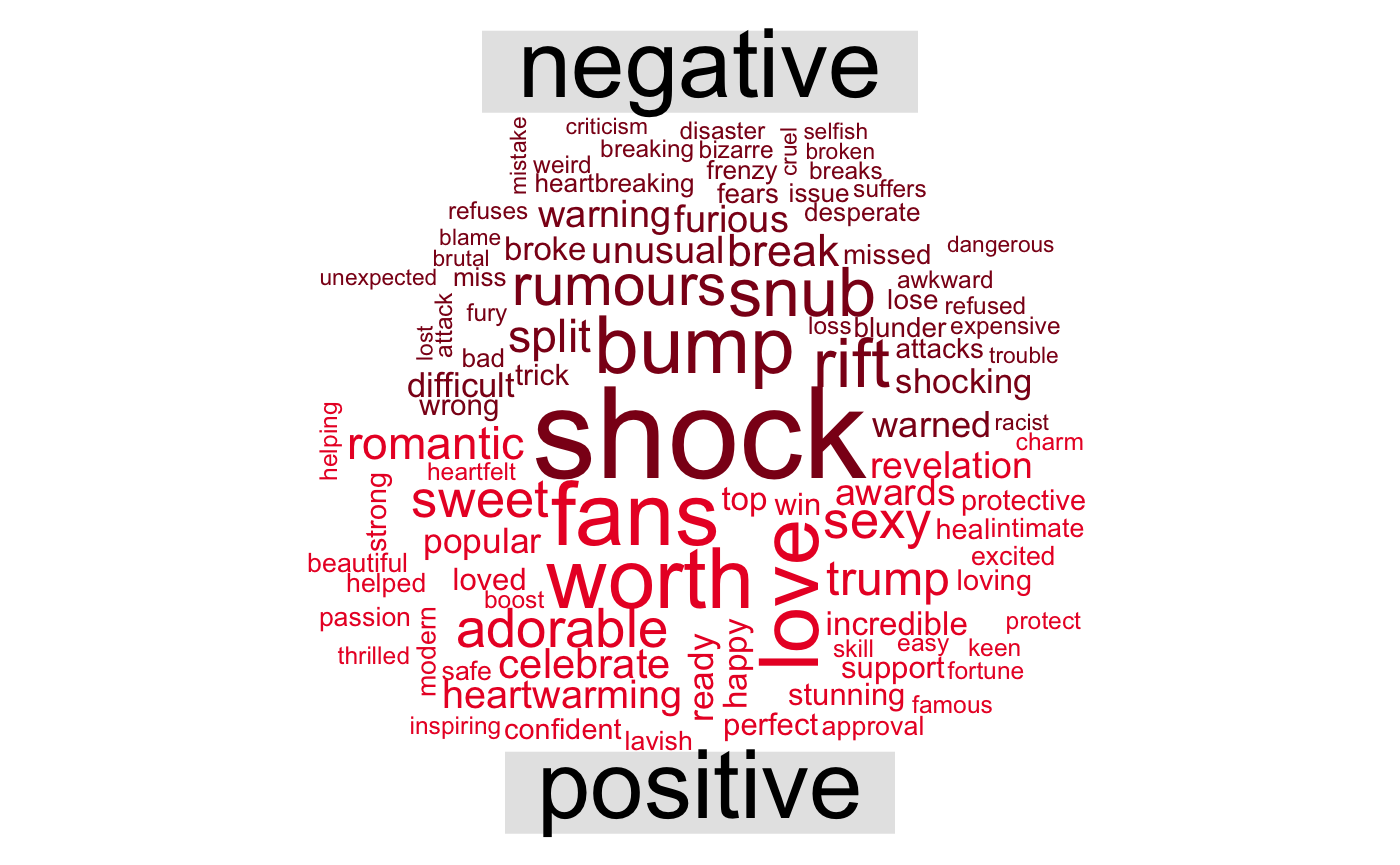 negative
mistake criticism disaster cruel selfish
breaking bizarre broken
weird frenzy breaks
heartbreaking fears issue suffers
refuses warning furious desperate
blame broke unusual break missed dangerous
brutal
unexpected miss rumours snub awkward
attack fury lose refused
lost split bump loss blunder expensive
bad rift attacks trouble
difficult trick shocking
wrong shock warned racist
helping romantic charm
heartfelt revelation
strong sweet fans top win awards protective
popular sexy heal intimate
beautiful love excited
helped loved worth trump loving
boost
passion adorable incredible protect
modern ready happy skill easy keen
thrilled safe celebrate support fortune
heartwarming stunning famous
inspiring confident lavish perfect approval
positive